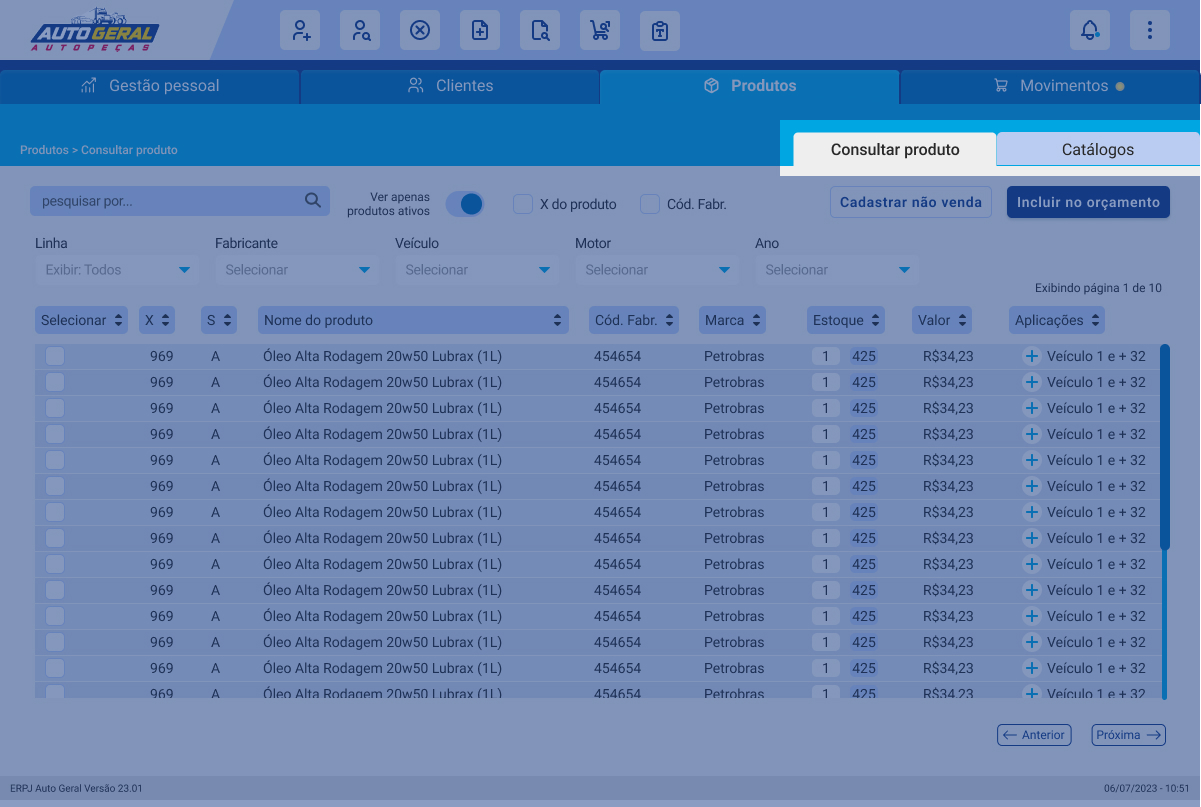 AUTO GERAL
AUTOPEÇAS
Gestão pessoal
Clientes
Produtos
Movimentos
Produtos > Consultar produto
Consultar produto
Catálogos
pesquisar por...
Ver apenas
produtos ativos
X do produto
Cód. Fabr.
Cadastrar não venda
Incluir no orçamento
Linha Fabricante Veículo Motor Ano
Exibir: Todos Selecionar Selecionar Selecionar Selecionar
Exibindo página 1 de 10
Selecionar X S Nome do produto Cód. Fabr. Marca Estoque Valor Aplicações
969 A Óleo Alta Rodagem 20w50 Lubrax (1L) 454654 Petrobras 1 425 R$34,23 + Veículo 1 e + 32
969 A Óleo Alta Rodagem 20w50 Lubrax (1L) 454654 Petrobras 1 425 R$34,23 + Veículo 1 e + 32
969 A Óleo Alta Rodagem 20w50 Lubrax (1L) 454654 Petrobras 1 425 R$34,23 + Veículo 1 e + 32
969 A Óleo Alta Rodagem 20w50 Lubrax (1L) 454654 Petrobras 1 425 R$34,23 + Veículo 1 e + 32
969 A Óleo Alta Rodagem 20w50 Lubrax (1L) 454654 Petrobras 1 425 R$34,23 + Veículo 1 e + 32
969 A Óleo Alta Rodagem 20w50 Lubrax (1L) 454654 Petrobras 1 425 R$34,23 + Veículo 1 e + 32
969 A Óleo Alta Rodagem 20w50 Lubrax (1L) 454654 Petrobras 1 425 R$34,23 + Veículo 1 e + 32
969 A Óleo Alta Rodagem 20w50 Lubrax (1L) 454654 Petrobras 1 425 R$34,23 + Veículo 1 e + 32
969 A Óleo Alta Rodagem 20w50 Lubrax (1L) 454654 Petrobras 1 425 R$34,23 + Veículo 1 e + 32
969 A Óleo Alta Rodagem 20w50 Lubrax (1L) 454654 Petrobras 1 425 R$34,23 + Veículo 1 e + 32
969 A Óleo Alta Rodagem 20w50 Lubrax (1L) 454654 Petrobras 1 425 R$34,23 + Veículo 1 e + 32
969 A Óleo Alta Rodagem 20w50 Lubrax (1L) 454654 Petrobras 1 425 R$34,23 + Veículo 1 e + 32
969 A Óleo Alta Rodagem 20w50 Lubrax (1L) 454654 Petrobras 1 425 R$34,23 + Veículo 1 e + 32
969 A Óleo Alta Rodagem 20w50 Lubrax (1L) 454654 Petrobras 1 425 R$34,23 + Veículo 1 e + 32
Anterior Próxima
ERPJ Auto Geral Versão 23.01
06/07/2023 - 10:51